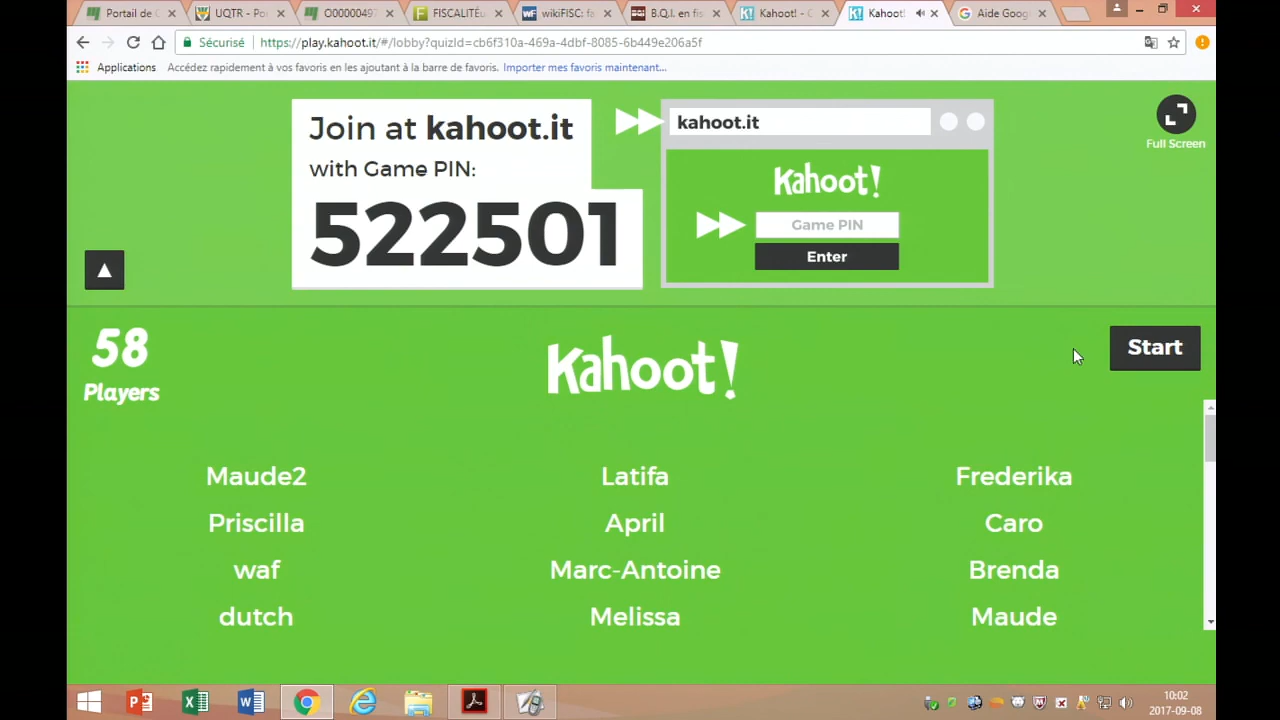 Portail de
UQTR - Po
O00000049
FISCALITÉ
wikiFISC: fa
B.Q.I. en fis
Kahoot! - G
Kahoot!
Aide Goog
Sécurisé https://play.kahoot.it/#/lobby?quizId=cb6f310a-469a-4dbf-8085-6b449e206a5f
Applications Accédez rapidement à vos favoris en les ajoutant à la barre de favoris. Importer mes favoris maintenant...
Join at kahoot.it
with Game PIN:
522501
kahoot.it
Kahoot!
Game PIN
Enter
Full Screen
58
Players
Kahoot!
Start
Maude2 Latifa Frederika
Priscilla April Caro
waf Marc-Antoine Brenda
dutch Melissa Maude
10:02
2017-09-08